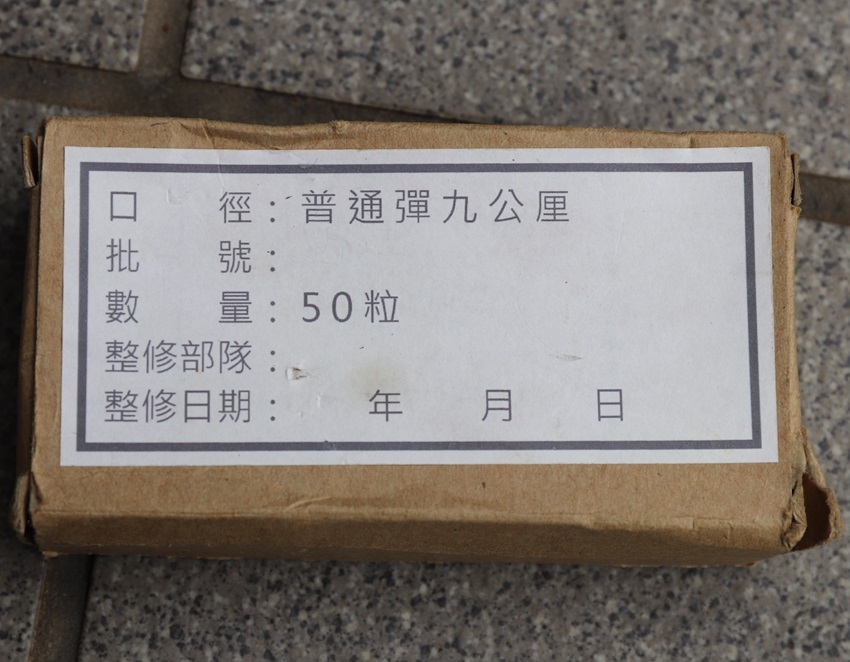 口徑：普通彈九公厘
批號：
數量：50粒
整修部隊：
整修日期： 年 月 日